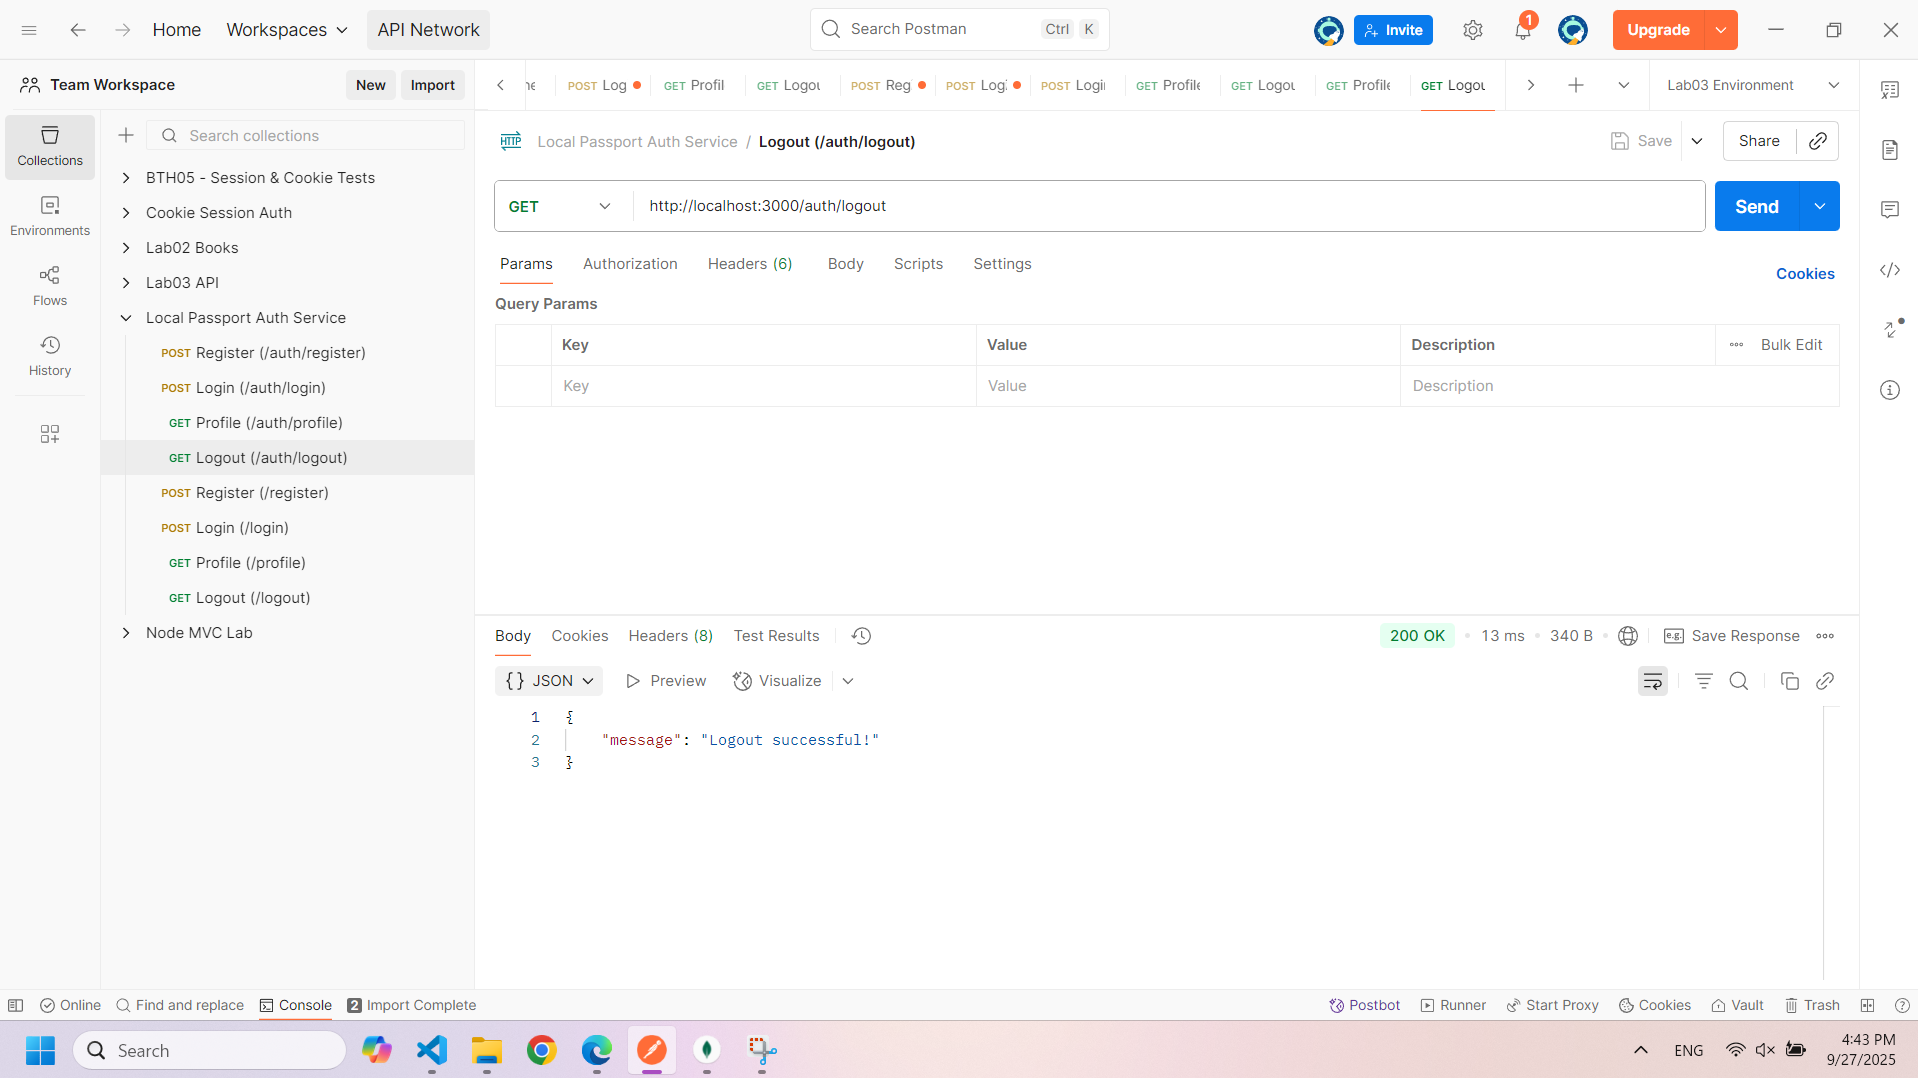 Home Workspaces API Network Search Postman Ctrl K Invite 1 Upgrade
Team Workspace New Import
POST Log GET Profil GET Logou POST Reg POST Log POST Logi GET Profile GET Logou GET Profile GET Logou Lab03 Environment
Collections
Environments
Flows
History
Search collections
BTH05 - Session & Cookie Tests
Cookie Session Auth
Lab02 Books
Lab03 API
Local Passport Auth Service
POST Register (/auth/register)
POST Login (/auth/login)
GET Profile (/auth/profile)
GET Logout (/auth/logout)
POST Register (/register)
POST Login (/login)
GET Profile (/profile)
GET Logout (/logout)
Node MVC Lab
HTTP Local Passport Auth Service / Logout (/auth/logout) Save Share
GET http://localhost:3000/auth/logout Send
Params Authorization Headers (6) Body Scripts Settings Cookies
Query Params
Key Value Description Bulk Edit
Key Value Description
Body Cookies Headers (8) Test Results 200 OK 13 ms 340 B e.g. Save Response
{} JSON Preview Visualize
1 {
2 "message": "Logout successful!"
3 }
Online Find and replace Console 2 Import Complete Postbot Runner Start Proxy Cookies Vault Trash
Search ENG 4:43 PM
9/27/2025